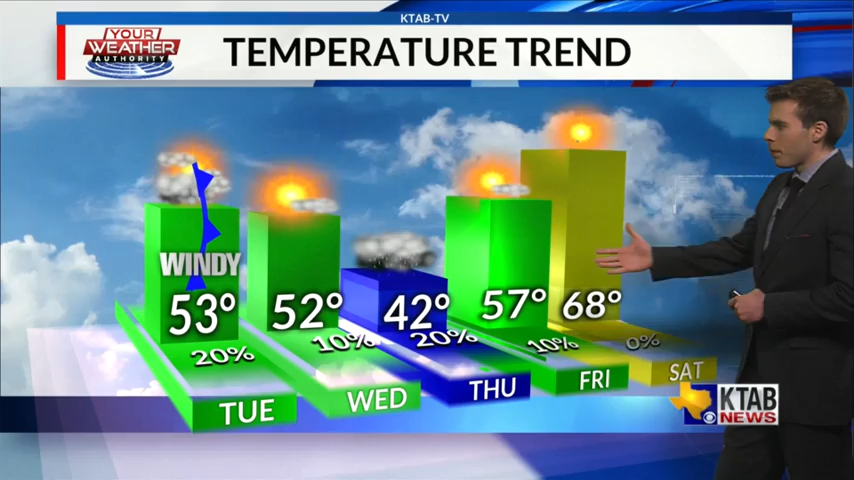 KTAB-TV
YOUR
WEATHER
AUTHORITY
TEMPERATURE TREND
WINDY
53° 52° 42° 57° 68°
20% 10% 20% 10% 0%
TUE WED THU FRI SAT
KTAB
NEWS